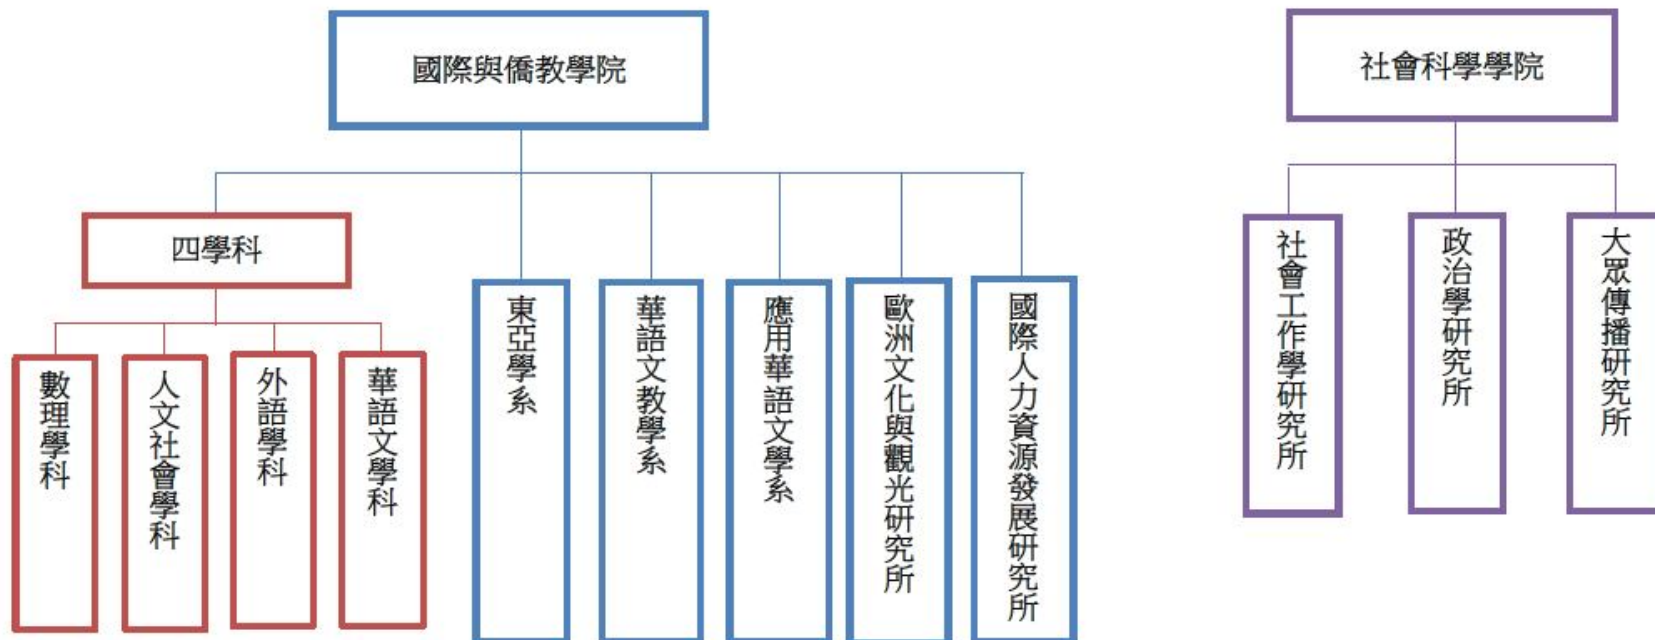 國際與僑教學院
社會科學學院
四學科
數理學科
人文社會學科
外語學科
華語文學科
東亞學系
華語文教學系
應用華語文學系
歐洲文化與觀光研究所
國際人力資源發展研究所
社會工作學研究所
政治學研究所
大眾傳播研究所